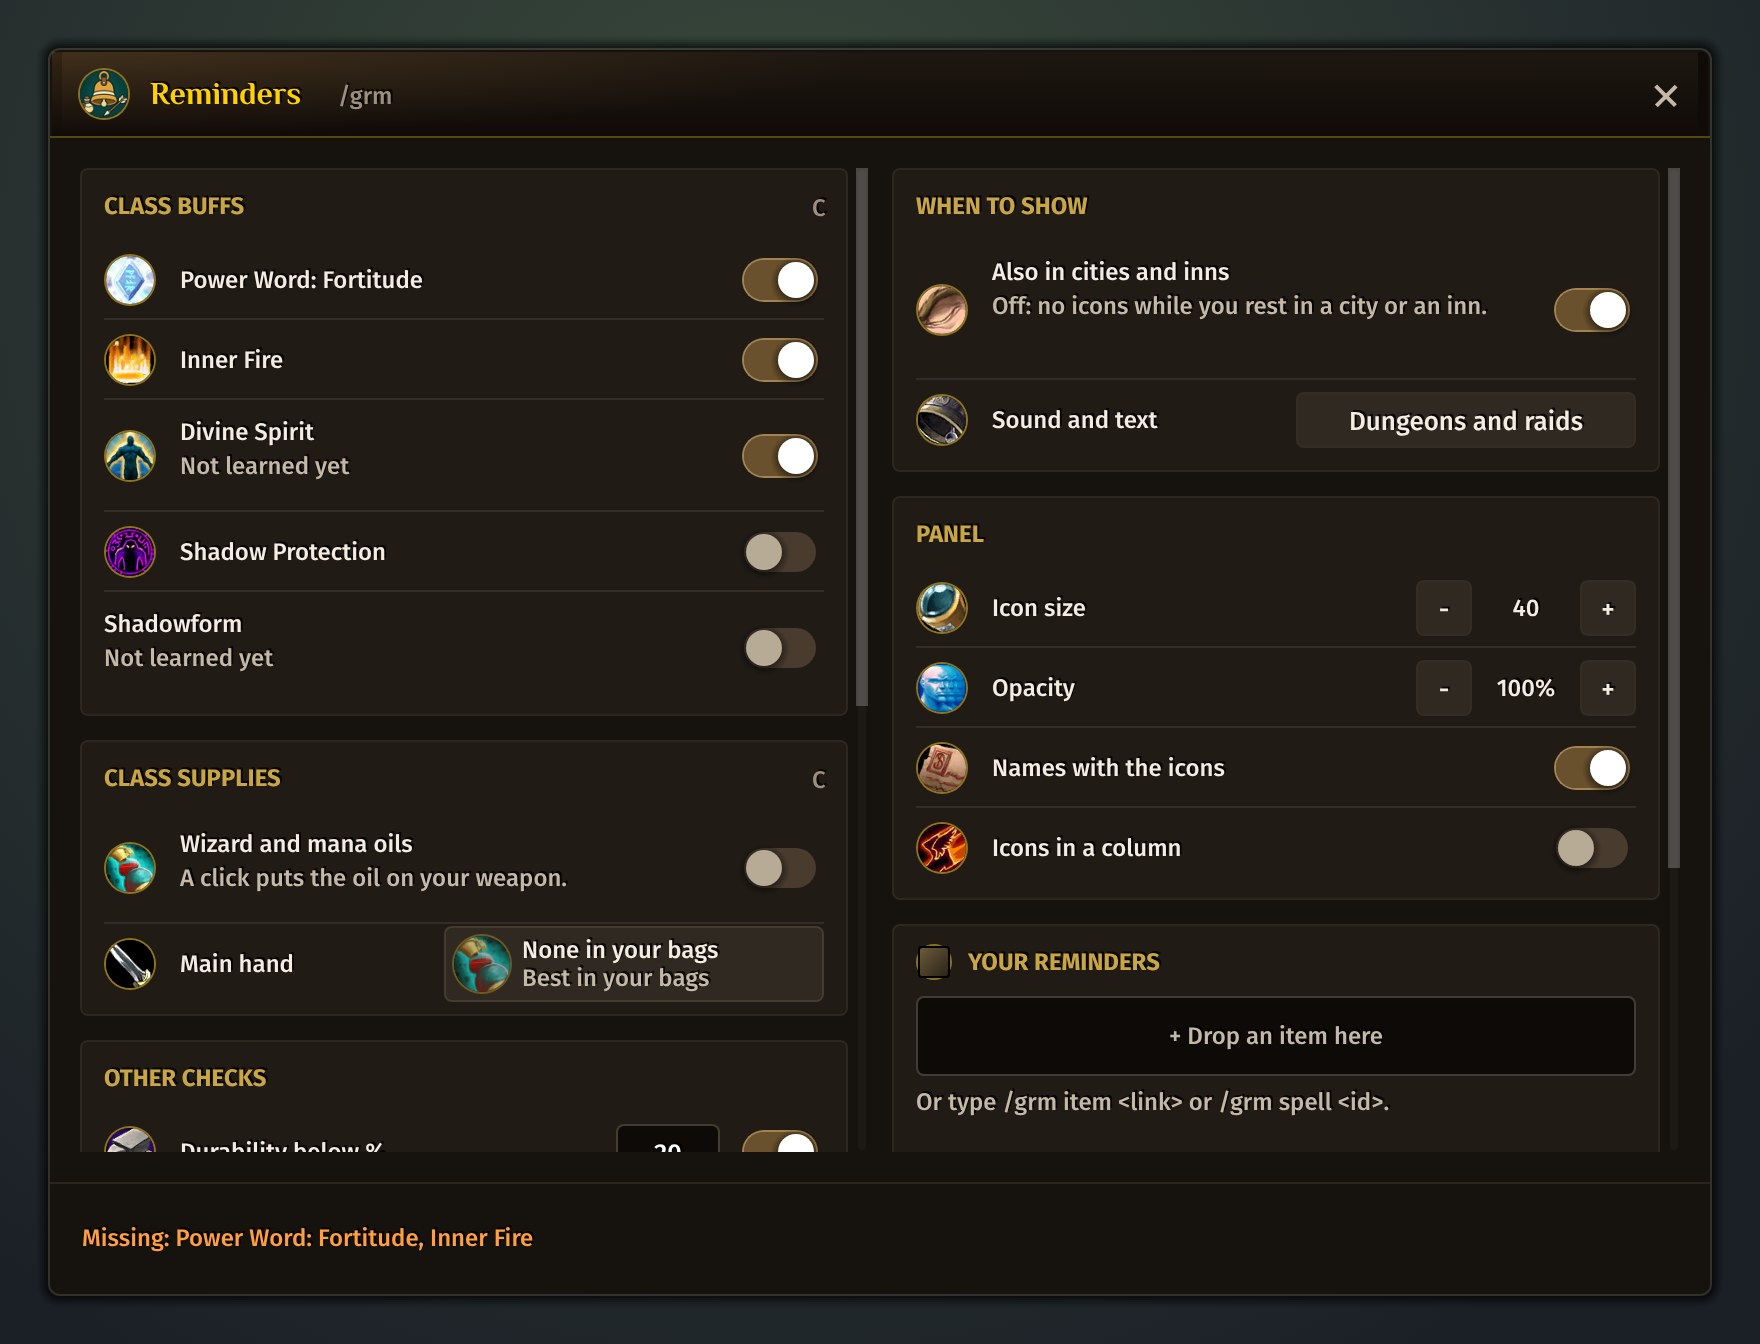 Reminders /grm
CLASS BUFFS C
Power Word: Fortitude
Inner Fire
Divine Spirit
Not learned yet
Shadow Protection
Shadowform
Not learned yet
CLASS SUPPLIES C
Wizard and mana oils
A click puts the oil on your weapon.
Main hand
None in your bags
Best in your bags
OTHER CHECKS
Durability below %
20
WHEN TO SHOW
Also in cities and inns
Off: no icons while you rest in a city or an inn.
Sound and text
Dungeons and raids
PANEL
Icon size - 40 +
Opacity - 100% +
Names with the icons
Icons in a column
YOUR REMINDERS
+ Drop an item here
Or type /grm item <link> or /grm spell <id>.
Missing: Power Word: Fortitude, Inner Fire